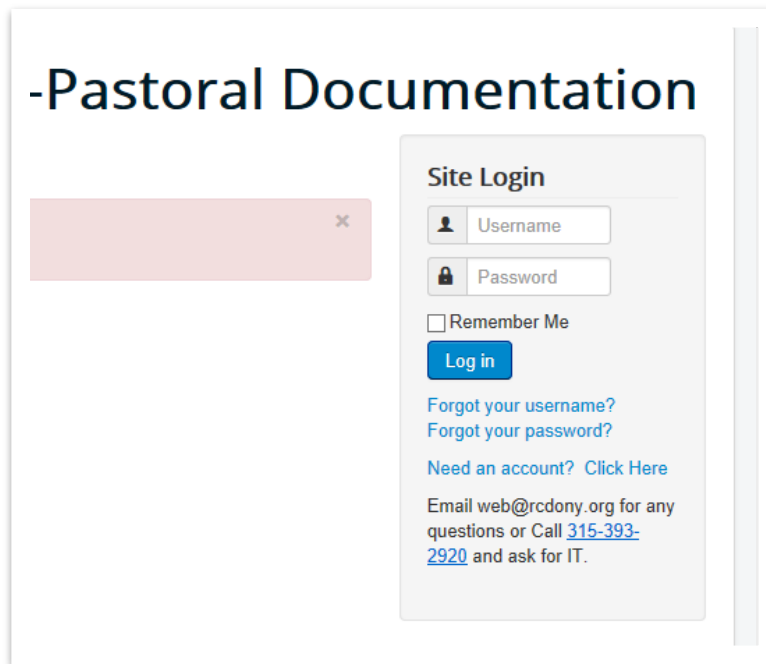 -Pastoral Documentation
Site Login
×
Username
Password
Remember Me
Log in
Forgot your username?
Forgot your password?
Need an account?  Click Here
Email web@rcdony.org for any
questions or Call 315-393-
2920 and ask for IT.